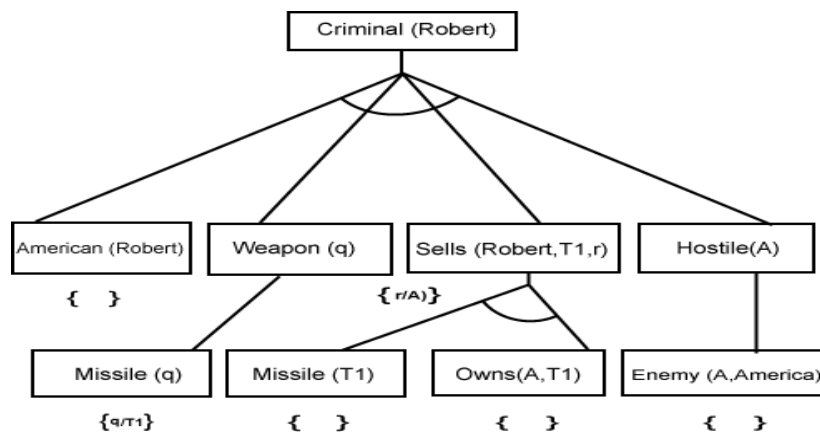 Criminal (Robert)
American (Robert)
Weapon (q)
Sells (Robert,T1,r)
Hostile(A)
{ }
{ r/A)}
Missile (q)
Missile (T1)
Owns(A,T1)
Enemy (A,America)
{q/T1}
{ }
{ }
{ }